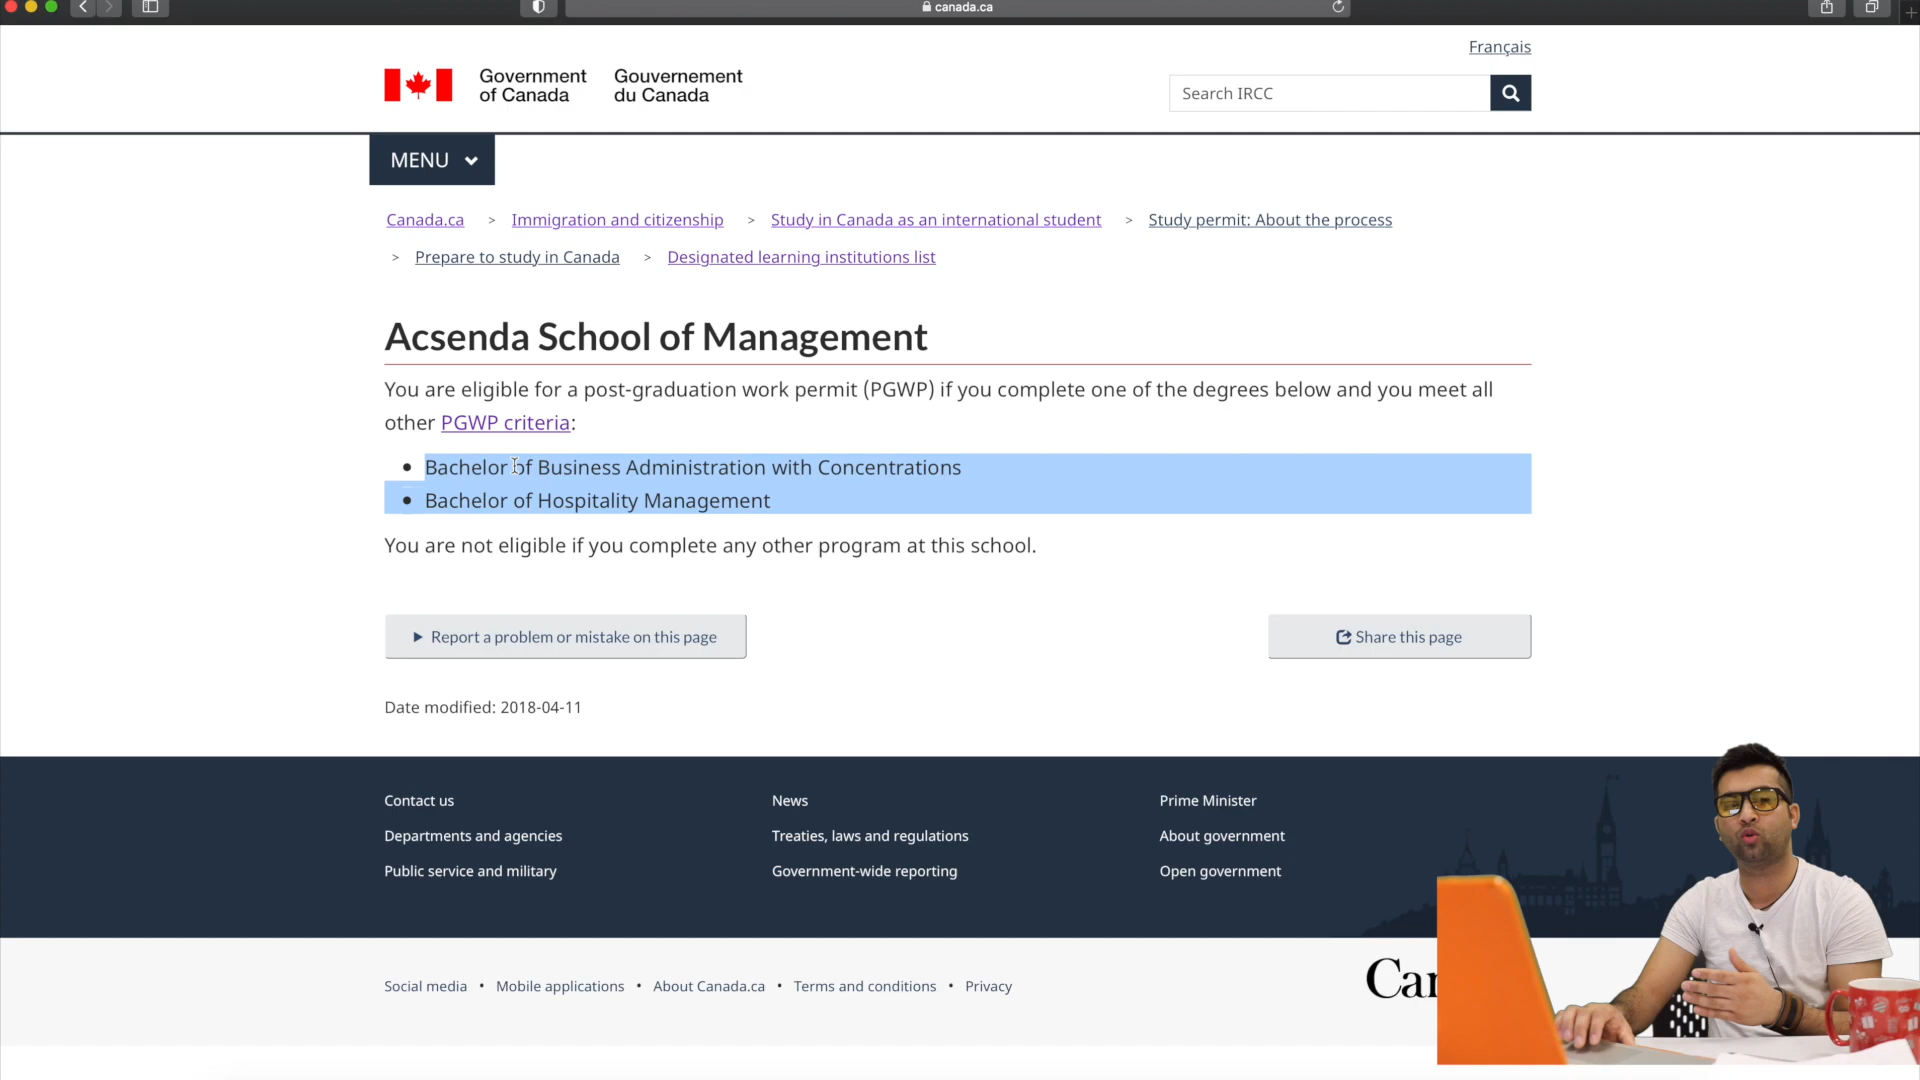 canada.ca
Français
Government of Canada
Gouvernement du Canada
Search IRCC
MENU
Canada.ca > Immigration and citizenship > Study in Canada as an international student > Study permit: About the process
> Prepare to study in Canada > Designated learning institutions list
Acsenda School of Management
You are eligible for a post-graduation work permit (PGWP) if you complete one of the degrees below and you meet all
other PGWP criteria:
• Bachelor of Business Administration with Concentrations
• Bachelor of Hospitality Management
You are not eligible if you complete any other program at this school.
Report a problem or mistake on this page
Share this page
Date modified: 2018-04-11
Contact us
News
Prime Minister
Departments and agencies
Treaties, laws and regulations
About government
Public service and military
Government-wide reporting
Open government
Social media • Mobile applications • About Canada.ca • Terms and conditions • Privacy
Can